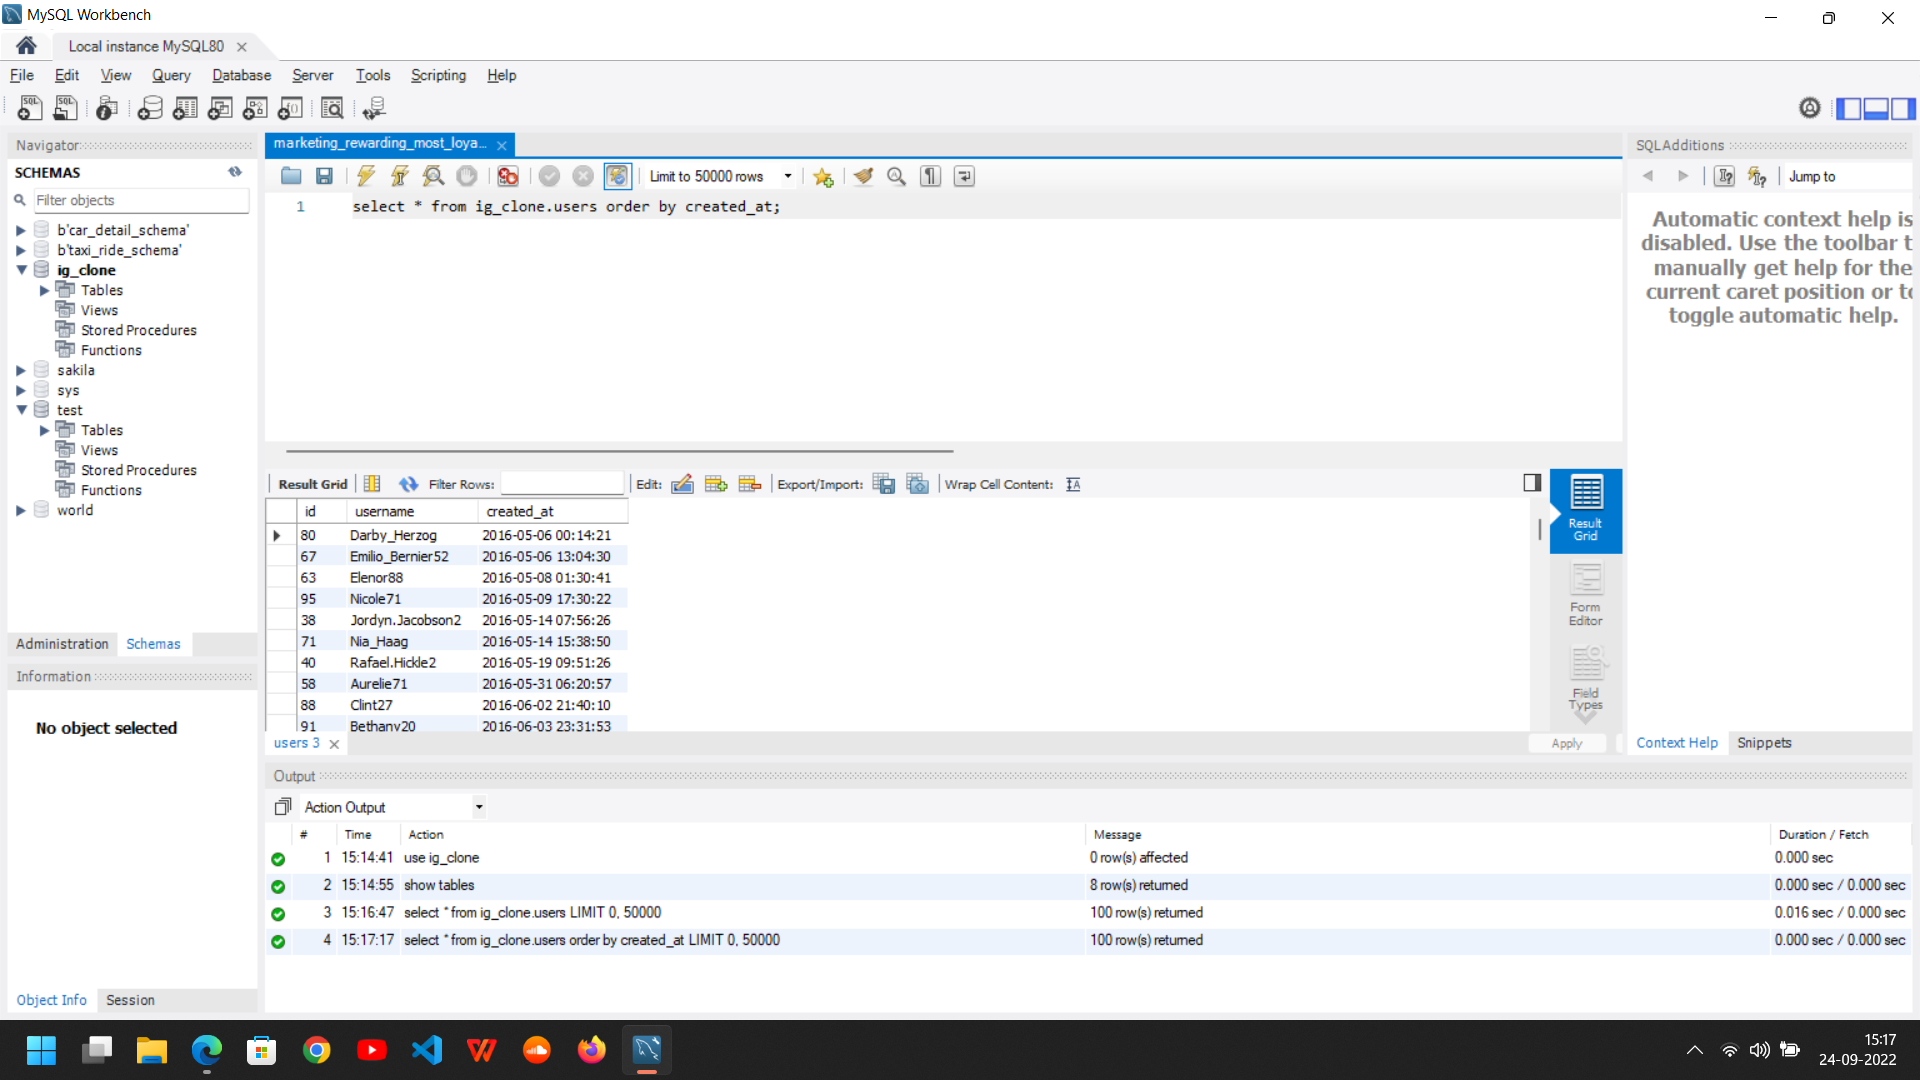 MySQL Workbench
Local instance MySQL80
File Edit View Query Database Server Tools Scripting Help
Navigator
SCHEMAS
Filter objects
b'car_detail_schema'
b'taxi_ride_schema'
ig_clone
Tables
Views
Stored Procedures
Functions
sakila
sys
test
Tables
Views
Stored Procedures
Functions
world
Administration Schemas
Information
No object selected
Object Info Session
marketing_rewarding_most_loya...
Limit to 50000 rows
1 select * from ig_clone.users order by created_at;
Result Grid Filter Rows: Edit: Export/Import: Wrap Cell Content:
id username created_at
80 Darby_Herzog 2016-05-06 00:14:21
67 Emilio_Bernier52 2016-05-06 13:04:30
63 Elenor88 2016-05-08 01:30:41
95 Nicole71 2016-05-09 17:30:22
38 Jordyn.Jacobson2 2016-05-14 07:56:26
71 Nia_Haag 2016-05-14 15:38:50
40 Rafael.Hickle2 2016-05-19 09:51:26
58 Aurelie71 2016-05-31 06:20:57
88 Clint27 2016-06-02 21:40:10
91 Bethany20 2016-06-03 23:31:53
Result
Grid
Form
Editor
Field
Types
users 3
Apply
SQLAdditions
Jump to
Automatic context help is
disabled. Use the toolbar t
manually get help for the
current caret position or to
toggle automatic help.
Context Help Snippets
Output
Action Output
# Time Action Message Duration / Fetch
1 15:14:41 use ig_clone 0 row(s) affected 0.000 sec
2 15:14:55 show tables 8 row(s) returned 0.000 sec / 0.000 sec
3 15:16:47 select * from ig_clone.users LIMIT 0, 50000 100 row(s) returned 0.016 sec / 0.000 sec
4 15:17:17 select * from ig_clone.users order by created_at LIMIT 0, 50000 100 row(s) returned 0.000 sec / 0.000 sec
15:17
24-09-2022